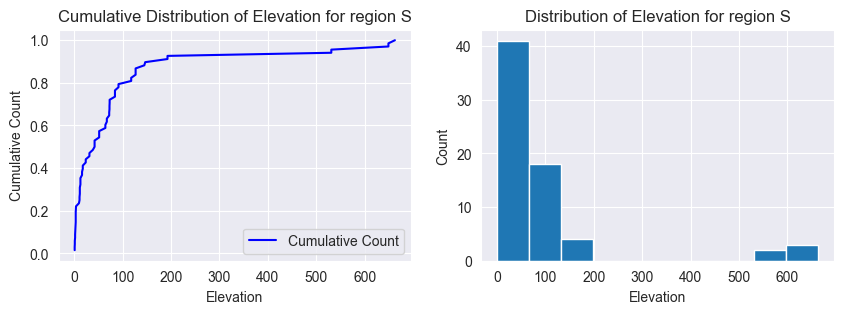 Cumulative Distribution of Elevation for region S
1.0
0.8
0.6
0.4
0.2
0.0
Cumulative Count
Cumulative Count
0 100 200 300 400 500 600
Elevation
Distribution of Elevation for region S
40
30
20
10
0
Count
0 100 200 300 400 500 600
Elevation